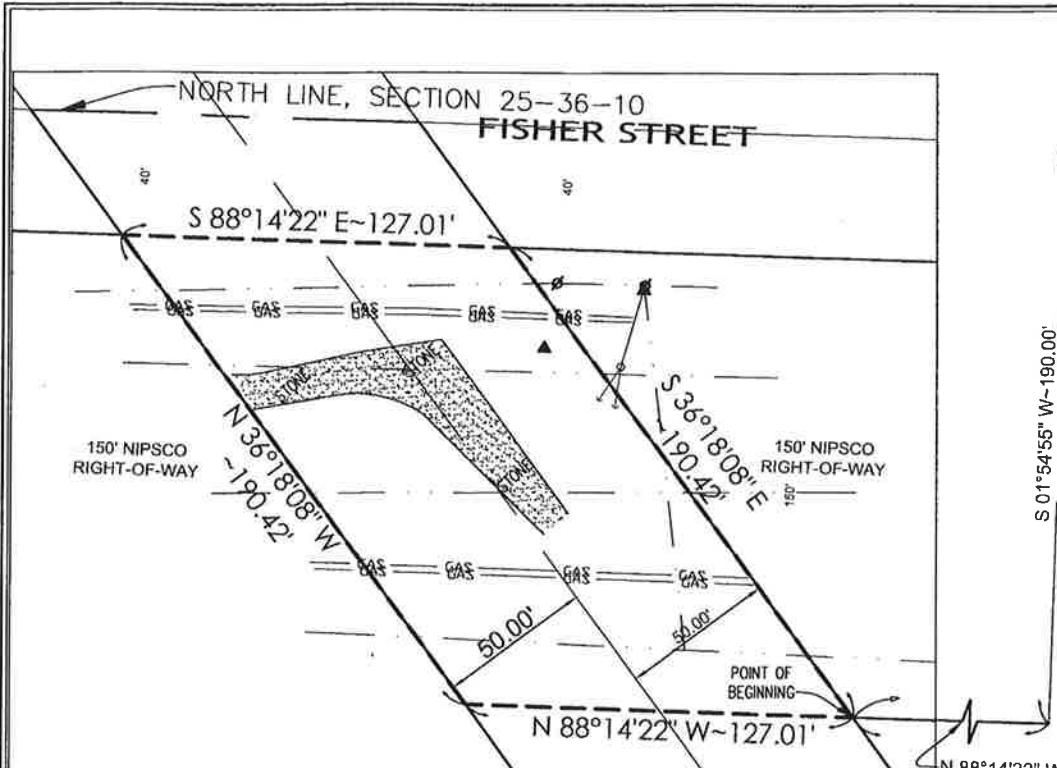 NORTH LINE, SECTION 25-36-10
FISHER STREET
40'
40'
S 88°14'22" E~127.01'
GAS GAS GAS GAS GAS
STONE
STONE
STONE
N 36°18'08" W
~190.42'
S 36°18'08" E
~190.42'
150' NIPSCO
RIGHT-OF-WAY
150' NIPSCO
RIGHT-OF-WAY
150'
S 01°54'55" W~190.00'
GAS GAS GAS GAS
50.00'
50.00'
POINT OF
BEGINNING
N 88°14'22" W~127.01'
N 88°14'22" W